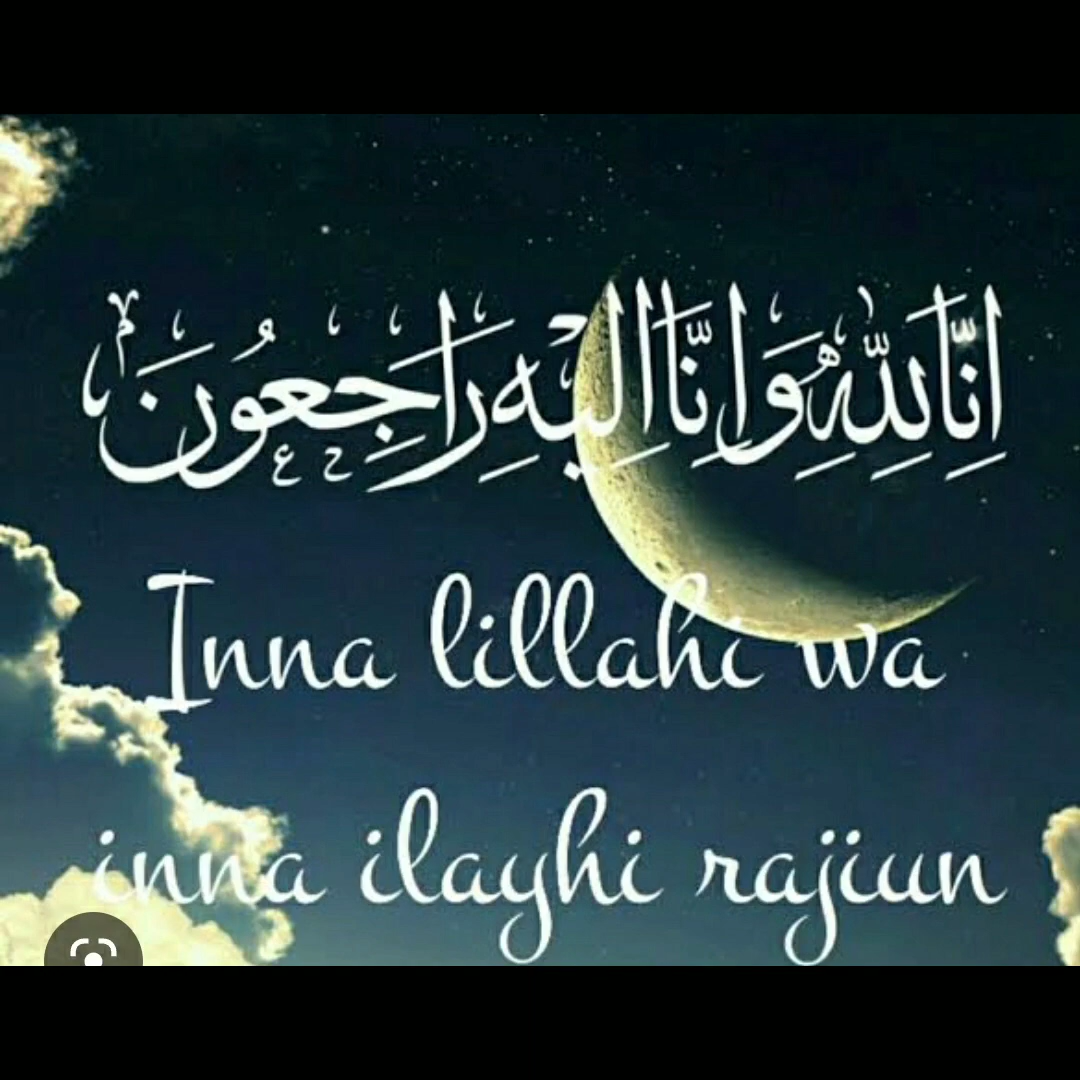 اِنَّا لِلّٰهِ وَاِنَّا اِلَيْهِ رَاجِعُونَ
Inna lillahi wa
inna ilayhi rajiun